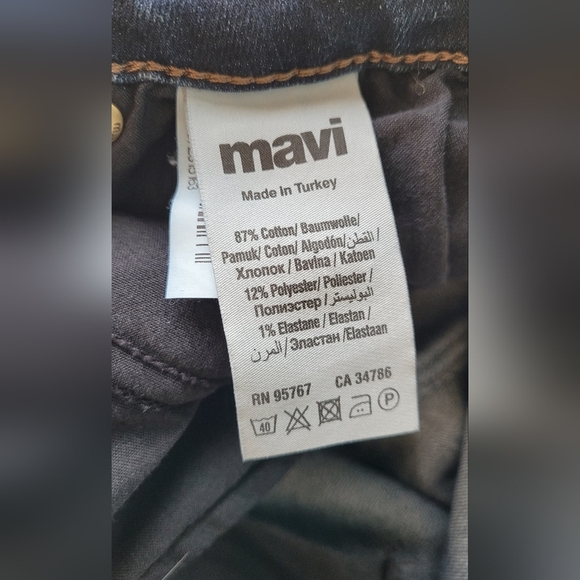 mavi
Made in Turkey
87% Cotton/ Baumwolle/
Pamuk/ Coton/ Algodón/القطن/
Хлопок / Bavlna / Katoen
12% Polyester/ Poliester /
Полиэстер / البوليستر/
1% Elastane / Elastan /
المرن / Эластан /Elastaan
RN 95767 CA 34786
40 P